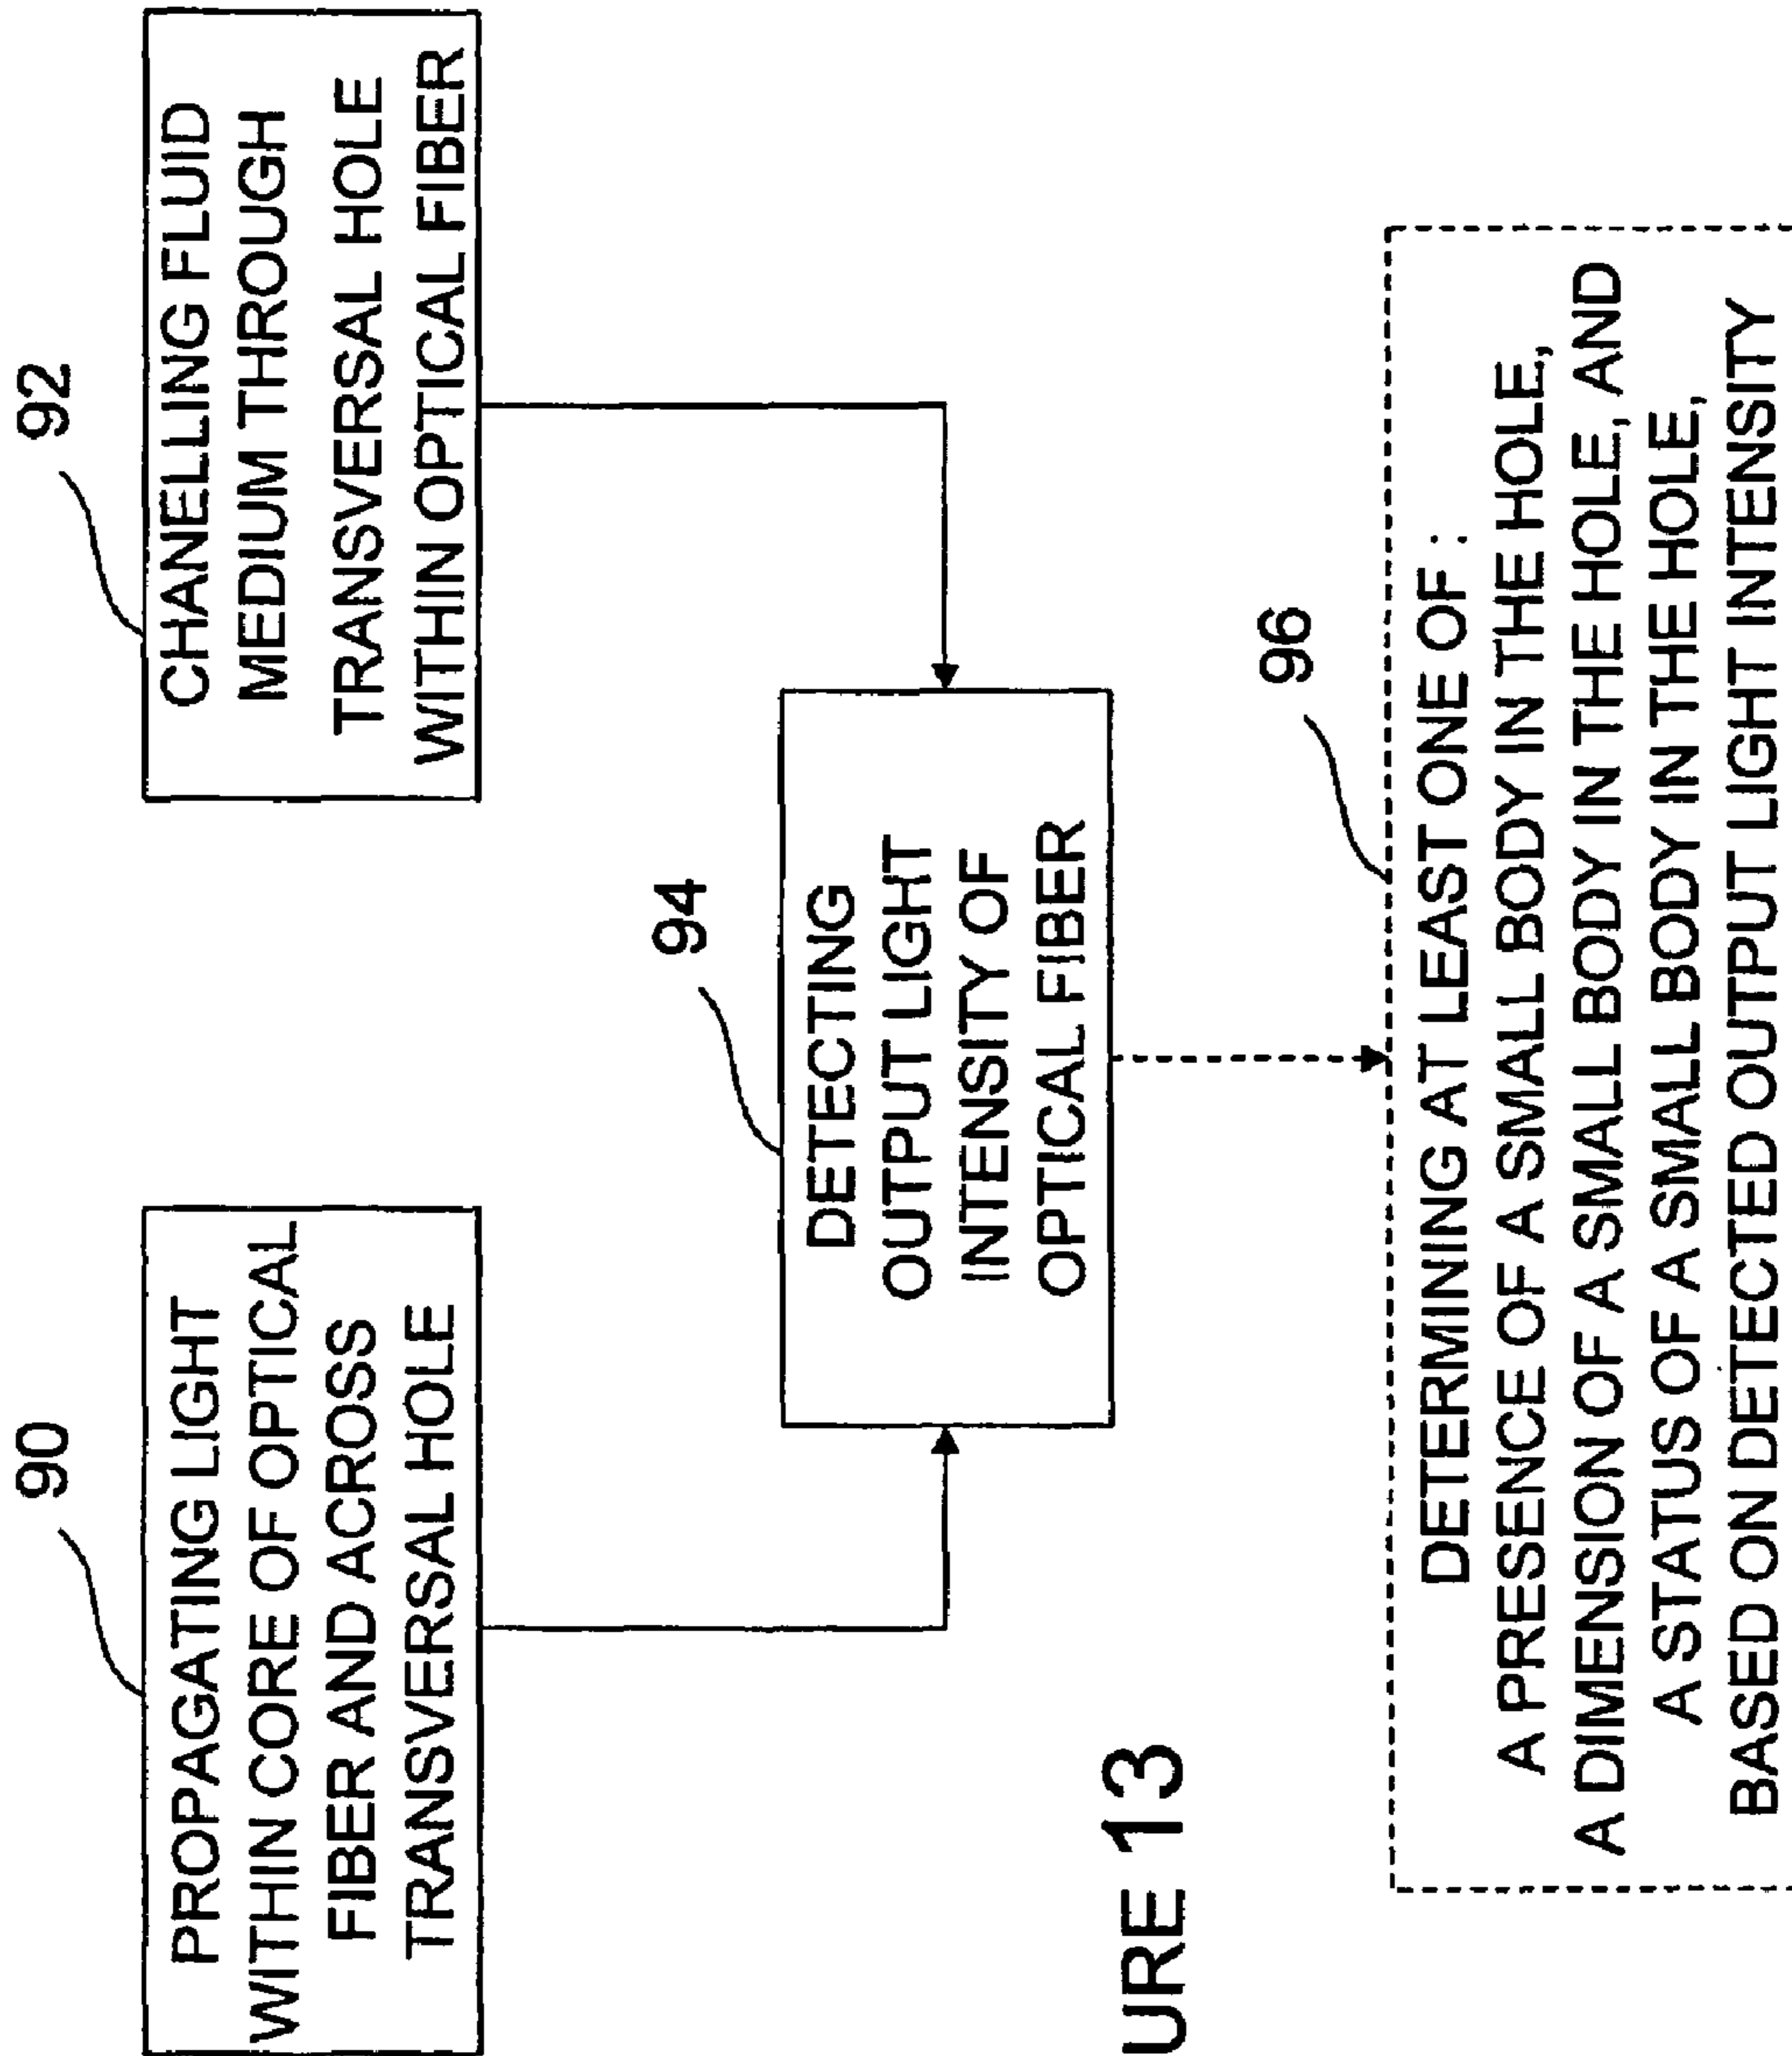 90
PROPAGATING LIGHT
WITHIN CORE OF OPTICAL
FIBER AND ACROSS
TRANSVERSAL HOLE
92
CHANELLING FLUID
MEDIUM THROUGH
TRANSVERSAL HOLE
WITHIN OPTICAL FIBER
94
DETECTING
OUTPUT LIGHT
INTENSITY OF
OPTICAL FIBER
URE 13
96
DETERMINING AT LEAST ONE OF :
A PRESENCE OF A SMALL BODY IN THE HOLE,
A DIMENSION OF A SMALL BODY IN THE HOLE, AND
A STATUS OF A SMALL BODY IN THE HOLE,
BASED ON DETECTED OUTPUT LIGHT INTENSITY